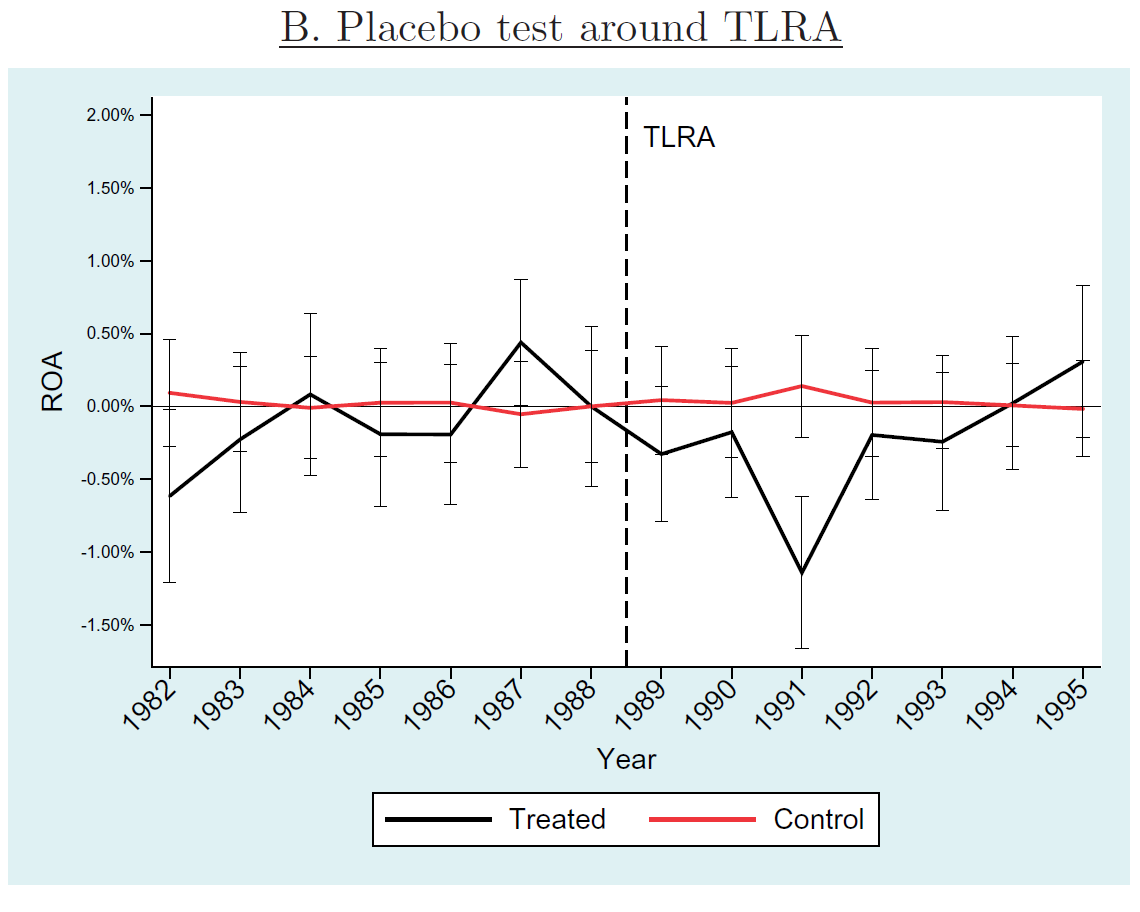 B. Placebo test around TLRA
2.00%
1.50%
1.00%
0.50%
0.00%
-0.50%
-1.00%
-1.50%
ROA
TLRA
1982 1983 1984 1985 1986 1987 1988 1989 1990 1991 1992 1993 1994 1995
Year
Treated Control